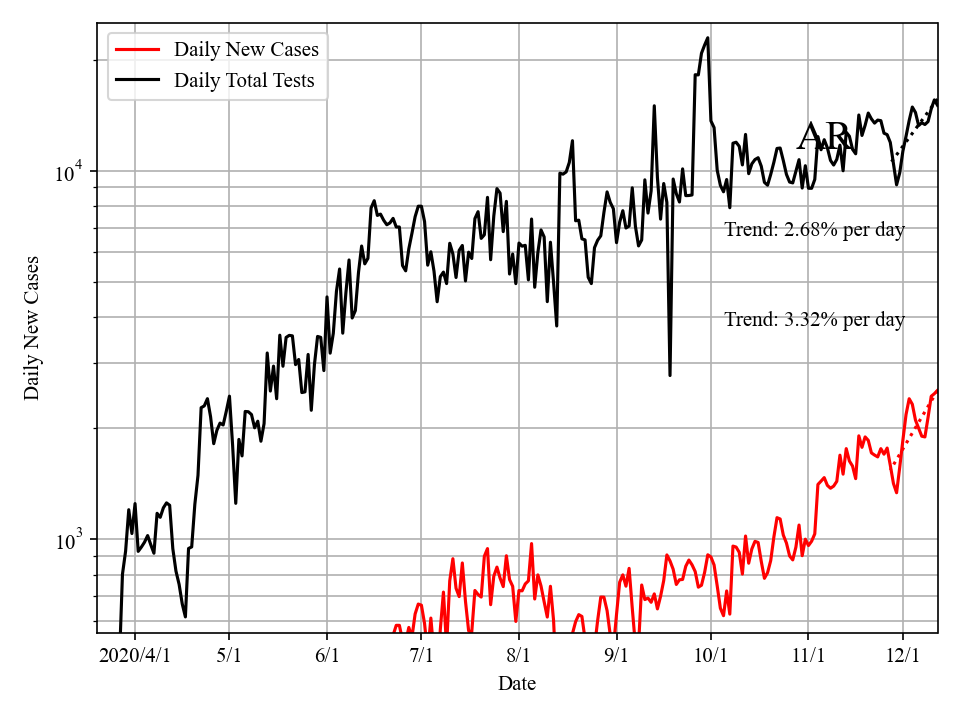 Daily New Cases
Daily Total Tests
AR
10^4
Trend: 2.68% per day
Trend: 3.32% per day
Daily New Cases
10^3
2020/4/1 5/1 6/1 7/1 8/1 9/1 10/1 11/1 12/1
Date